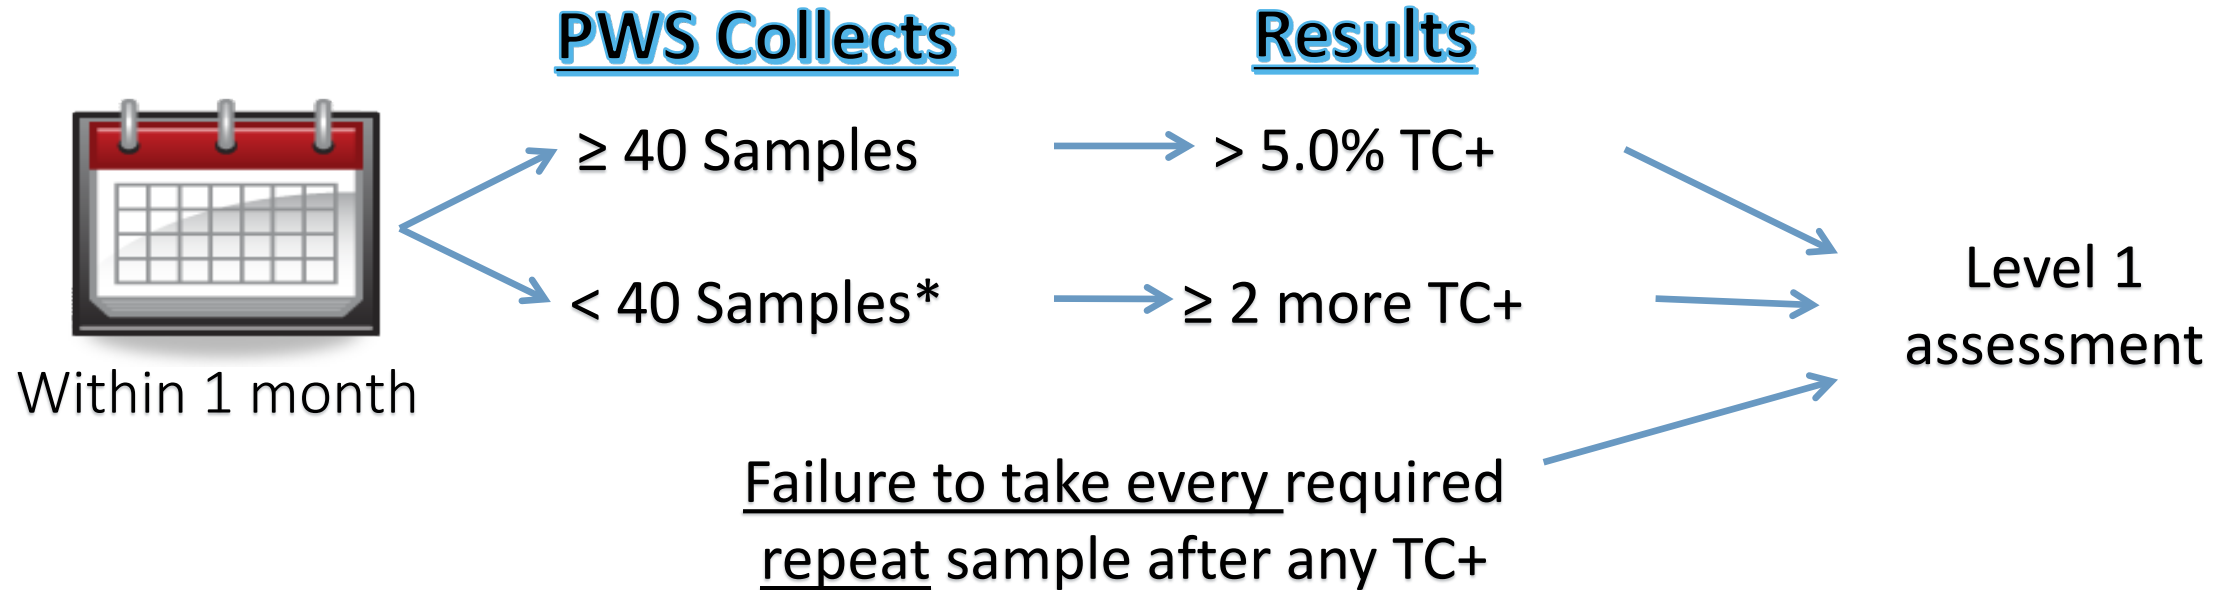 PWS Collects
Results
≥ 40 Samples
> 5.0% TC+
< 40 Samples*
≥ 2 more TC+
Level 1
assessment
Within 1 month
Failure to take every required
repeat sample after any TC+